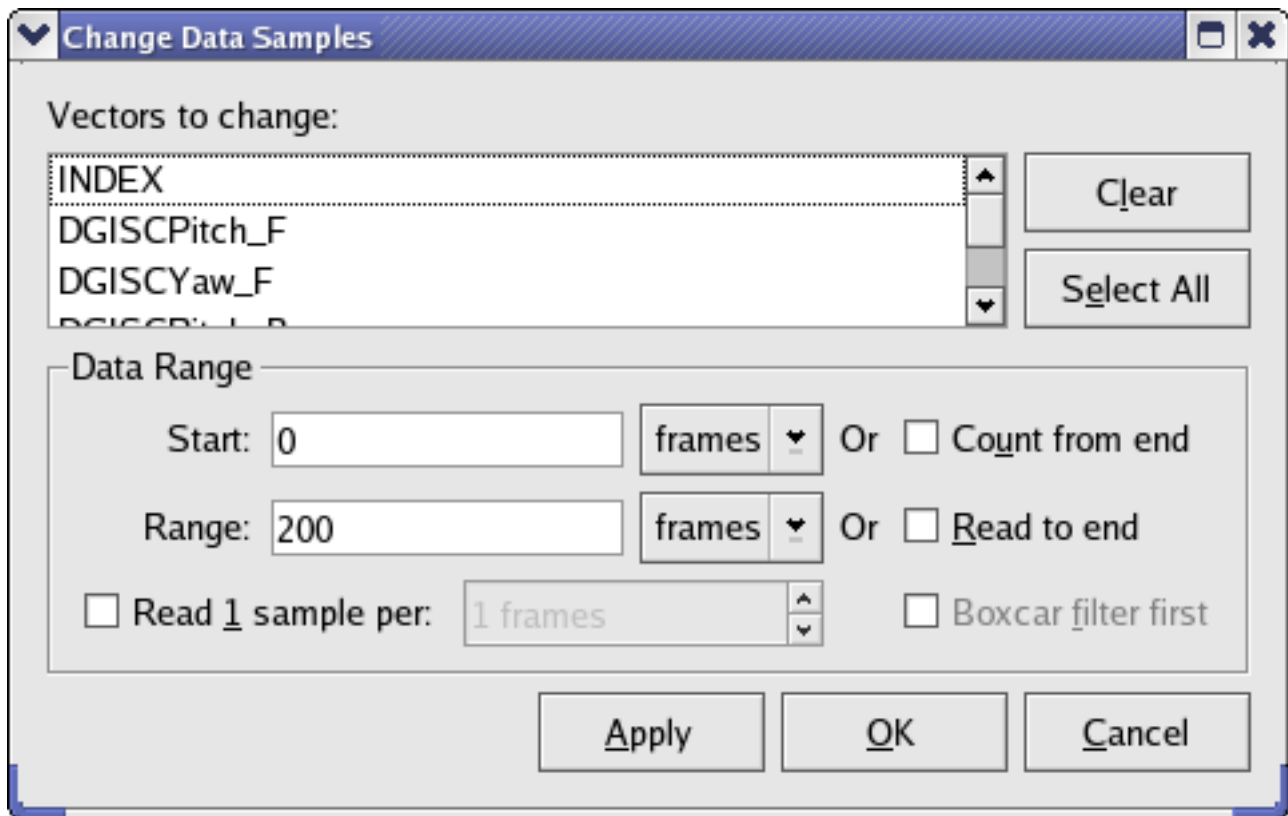 Change Data Samples
Vectors to change:
INDEX
Clear
DGISCPitch_F
DGISCYaw_F
Select All
Data Range
Start: 0 frames Or Count from end
Range: 200 frames Or Read to end
Read 1 sample per: 1 frames Boxcar filter first
Apply OK Cancel